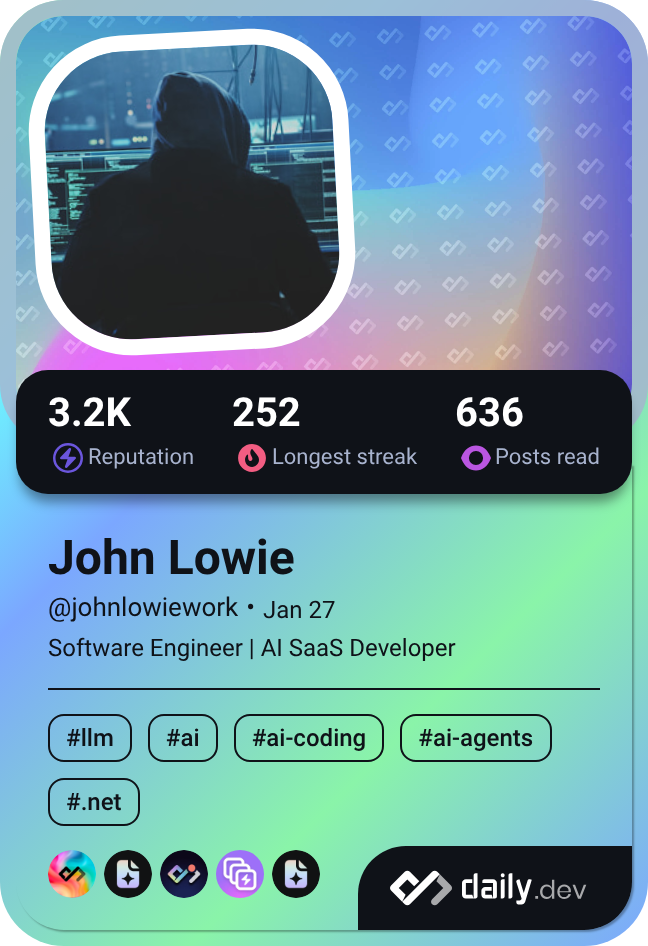 3.2K 252 636
Reputation Longest streak Posts read
John Lowie
@johnlowiework • Jan 27
Software Engineer | AI SaaS Developer
#llm #ai #ai-coding #ai-agents
#.net
daily.dev